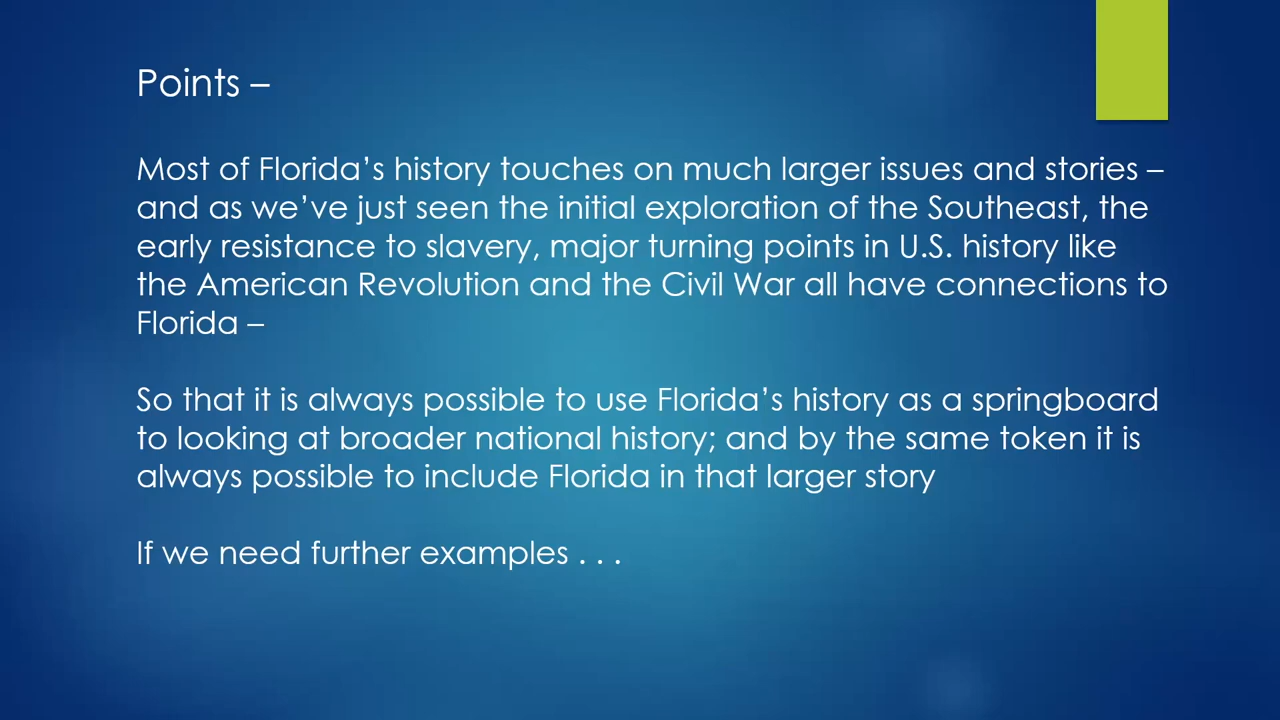 Points –
Most of Florida’s history touches on much larger issues and stories –
and as we’ve just seen the initial exploration of the Southeast, the
early resistance to slavery, major turning points in U.S. history like
the American Revolution and the Civil War all have connections to
Florida –
So that it is always possible to use Florida’s history as a springboard
to looking at broader national history; and by the same token it is
always possible to include Florida in that larger story
If we need further examples . . .